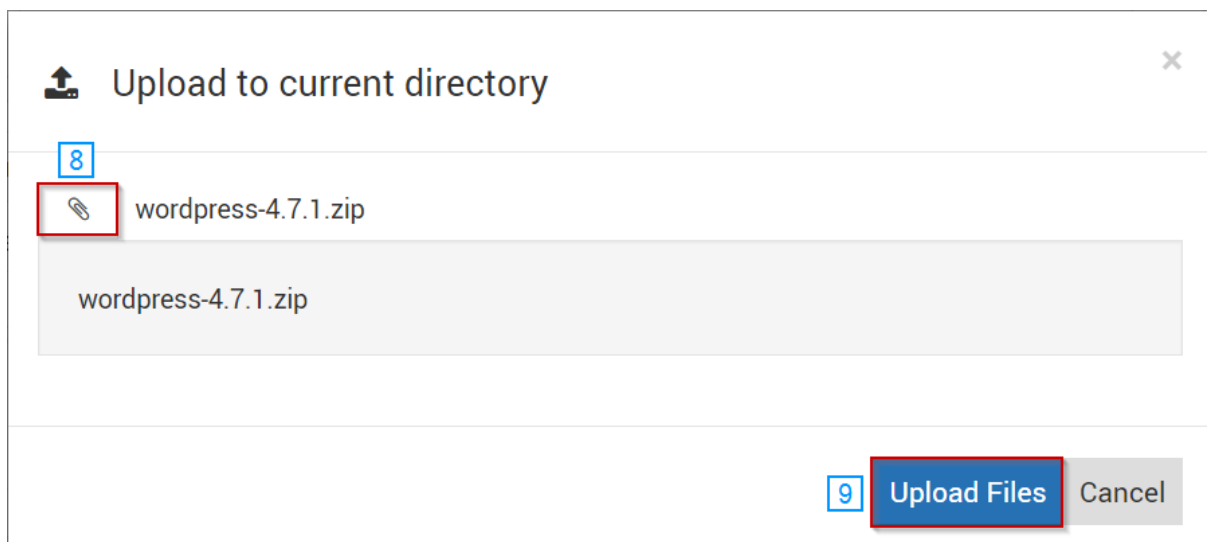 Upload to current directory
×
8
wordpress-4.7.1.zip
wordpress-4.7.1.zip
9 Upload Files Cancel